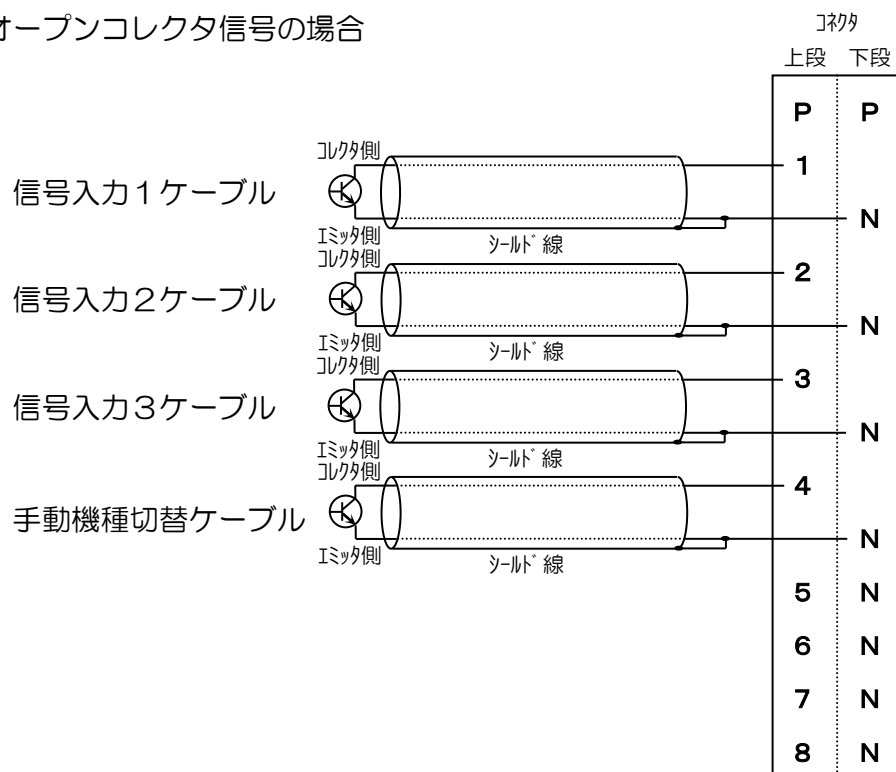 オープンコレクタ信号の場合
ｺﾈｸﾀ
上段 下段
P P
ｺﾚｸﾀ側
1
信号入力１ケーブル
N
ｴﾐｯﾀ側
ｼｰﾙﾄﾞ線
ｺﾚｸﾀ側
2
信号入力２ケーブル
N
ｴﾐｯﾀ側
ｼｰﾙﾄﾞ線
ｺﾚｸﾀ側
3
信号入力３ケーブル
N
ｴﾐｯﾀ側
ｼｰﾙﾄﾞ線
ｺﾚｸﾀ側
4
手動機種切替ケーブル
N
ｴﾐｯﾀ側
ｼｰﾙﾄﾞ線
5 N
6 N
7 N
8 N